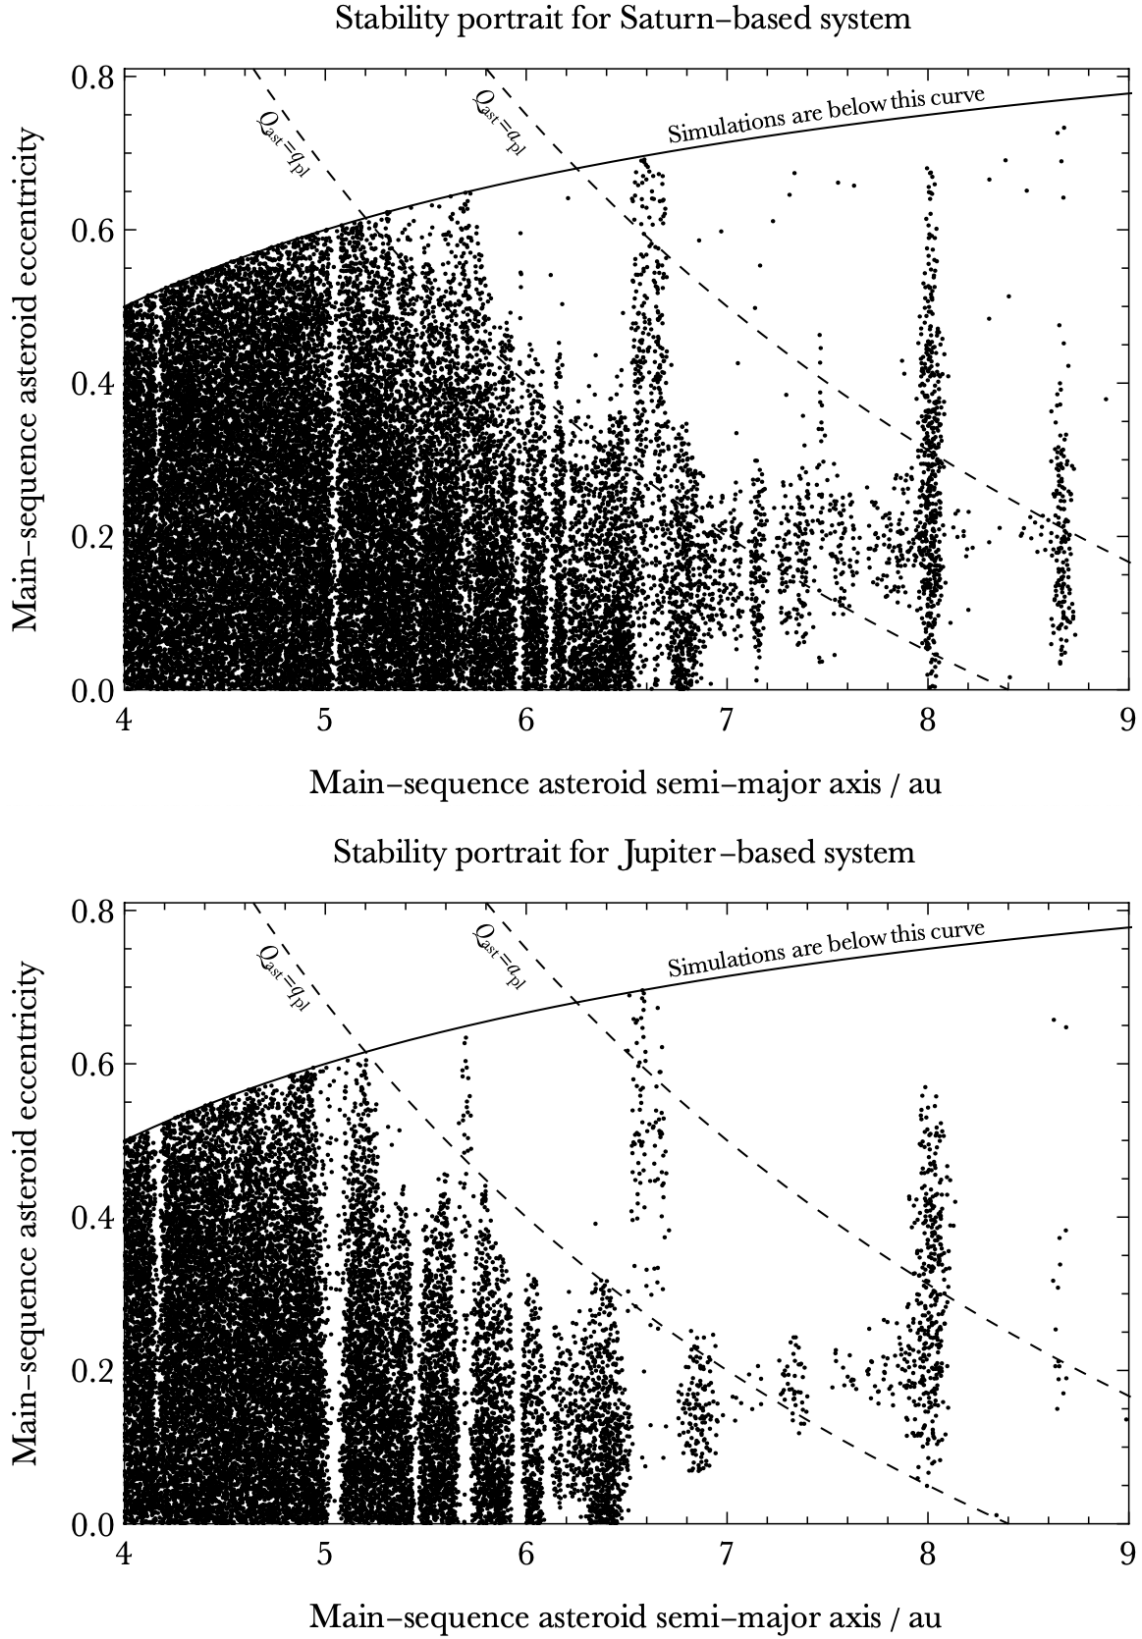 Stability portrait for Saturn–based system
Main–sequence asteroid eccentricity
0.8
0.6
0.4
0.2
0.0
Q_ast=q_pl
Q_ast=a_pl
Simulations are below this curve
4 5 6 7 8 9
Main–sequence asteroid semi–major axis / au
Stability portrait for Jupiter–based system
Main–sequence asteroid eccentricity
0.8
0.6
0.4
0.2
0.0
Q_ast=q_pl
Q_ast=a_pl
Simulations are below this curve
4 5 6 7 8 9
Main–sequence asteroid semi–major axis / au